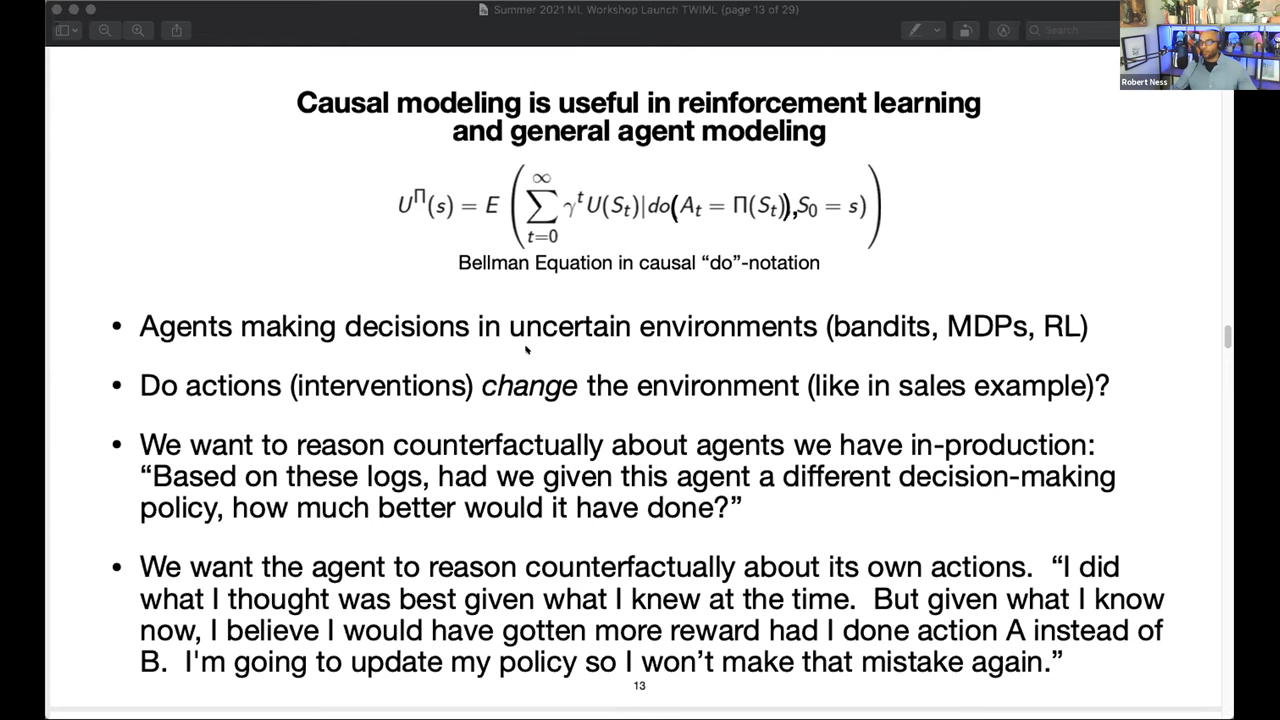 Summer 2021 ML Workshop Launch TWIML (page 13 of 29)
Search
Robert Ness
Causal modeling is useful in reinforcement learning
and general agent modeling
U^Π(s) = E ( ∑_{t=0}^{∞} γ^t U(S_t)|do(A_t = Π(S_t)),S_0 = s) )
Bellman Equation in causal “do”-notation
• Agents making decisions in uncertain environments (bandits, MDPs, RL)
• Do actions (interventions) change the environment (like in sales example)?
• We want to reason counterfactually about agents we have in-production:
“Based on these logs, had we given this agent a different decision-making
policy, how much better would it have done?”
• We want the agent to reason counterfactually about its own actions.  “I did
what I thought was best given what I knew at the time.  But given what I know
now, I believe I would have gotten more reward had I done action A instead of
B.  I'm going to update my policy so I won’t make that mistake again.”
13